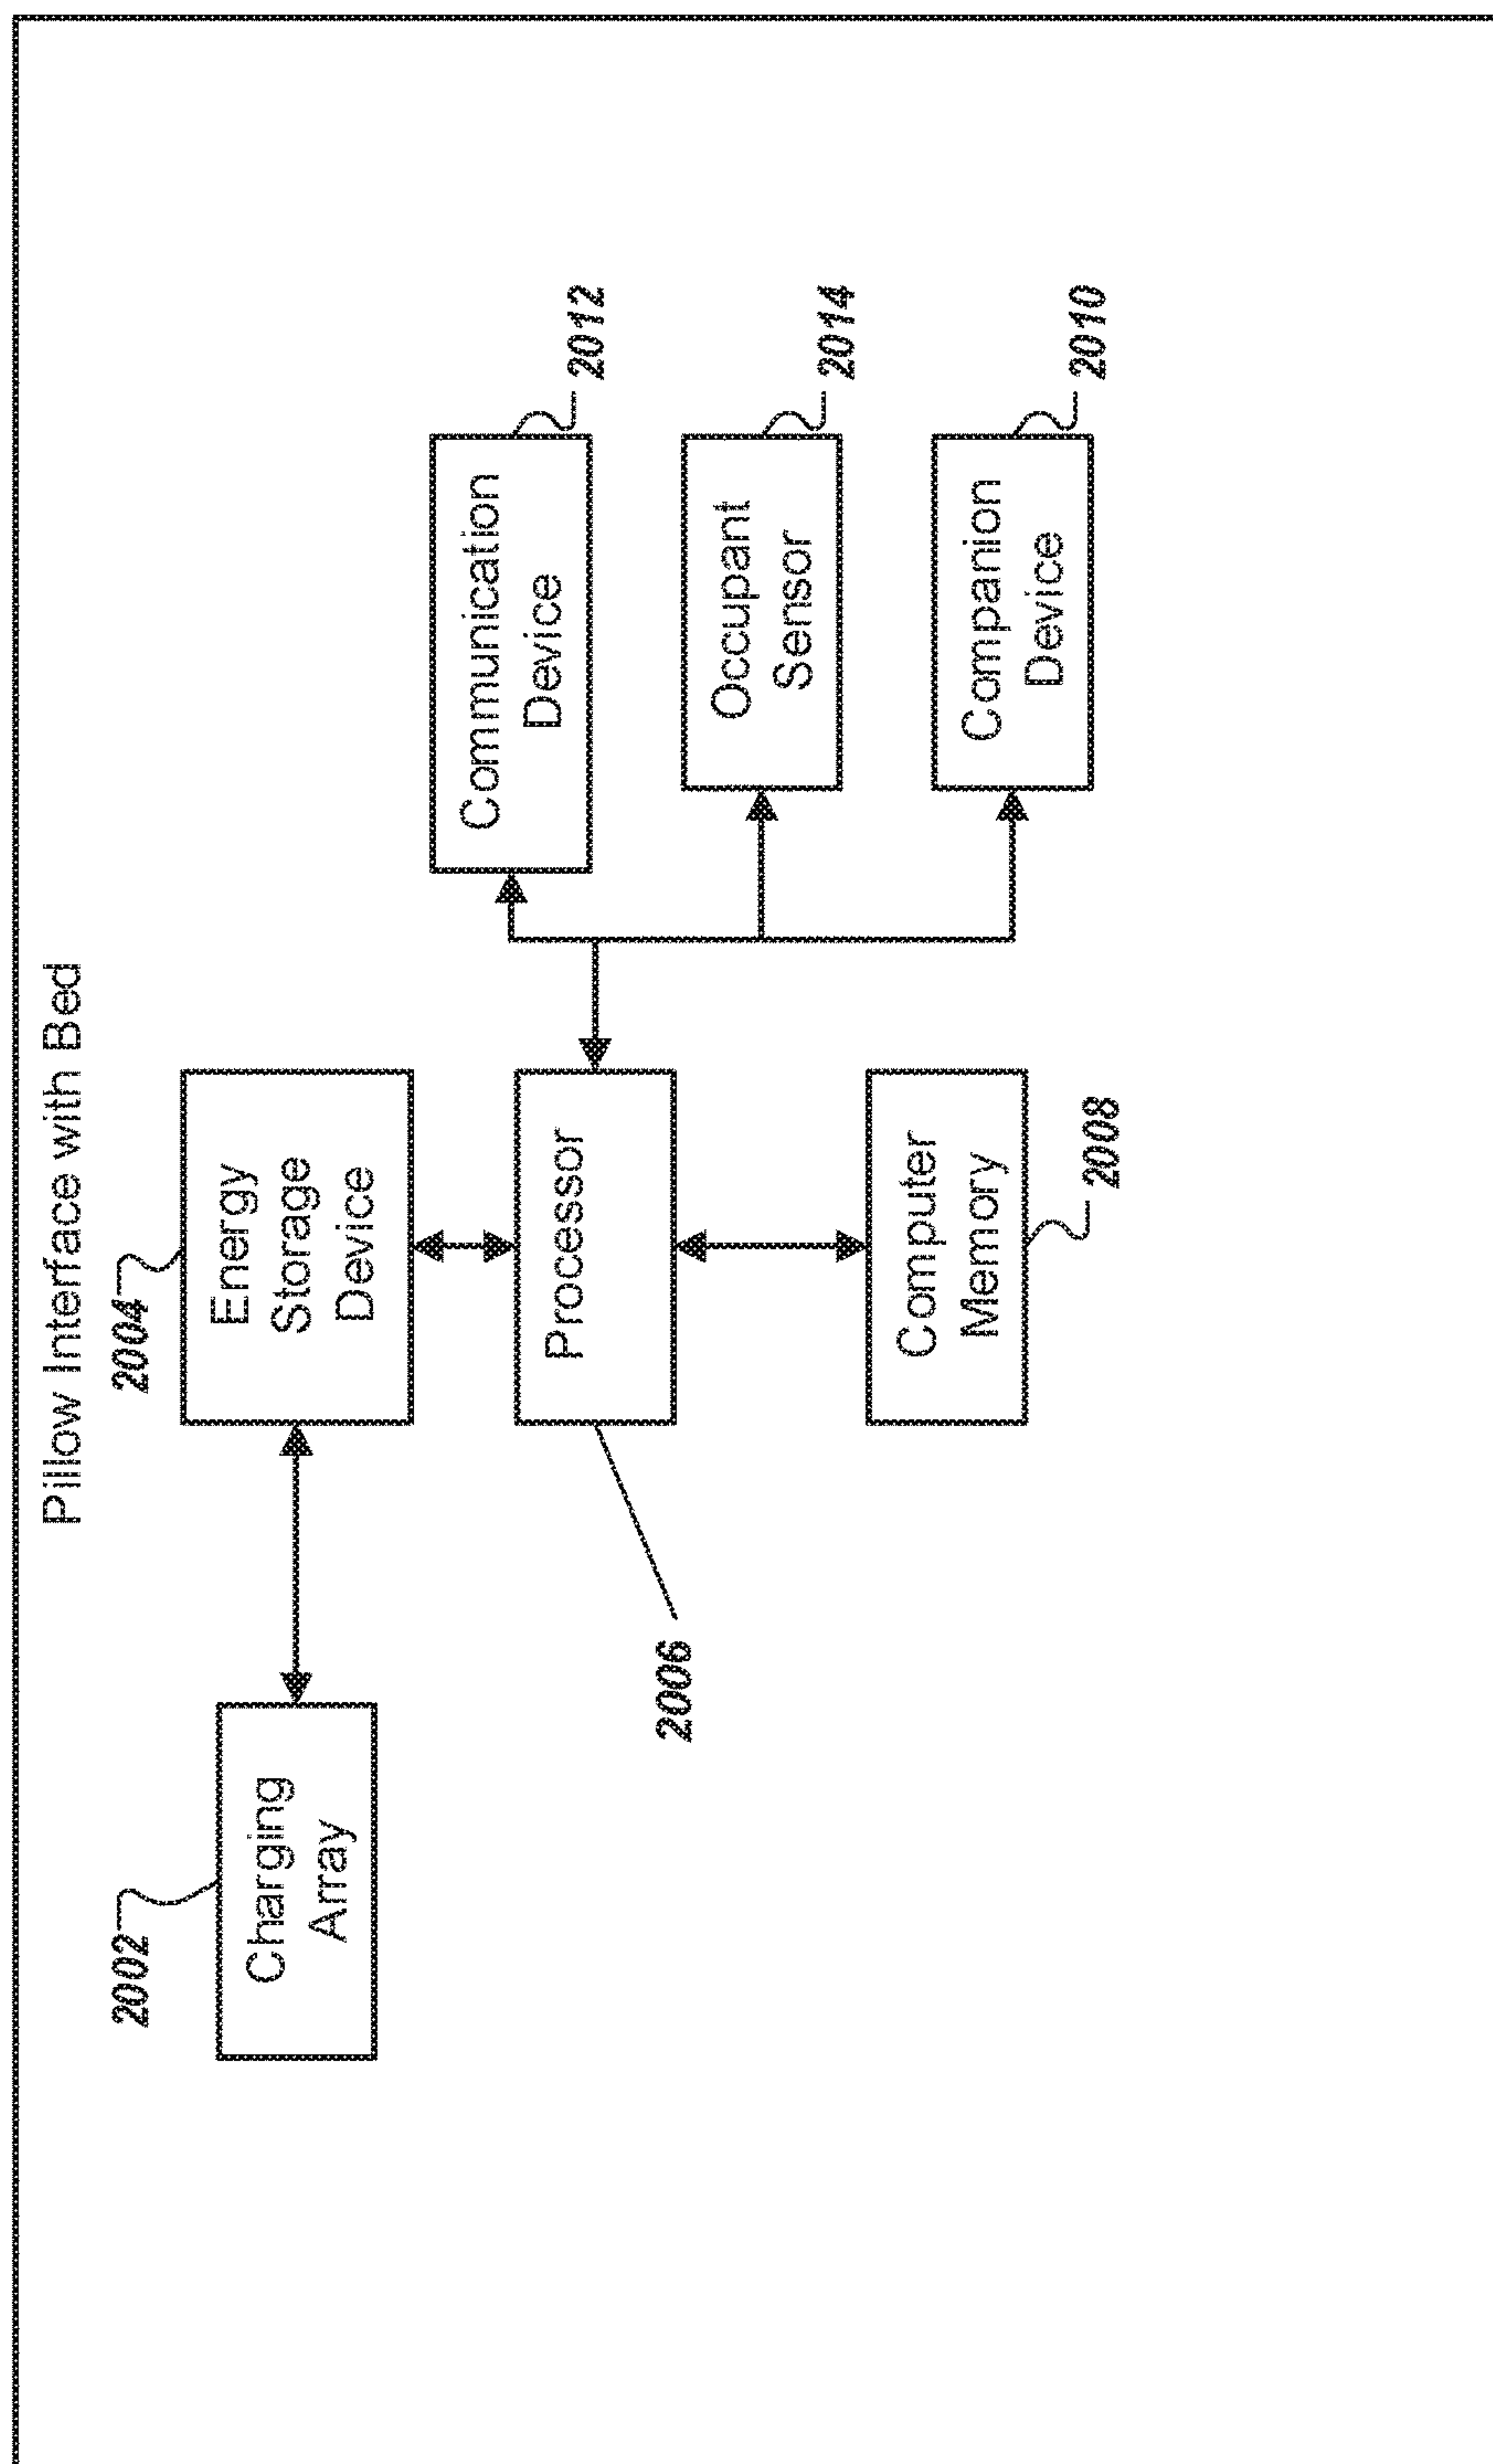 Pillow Interface with Bed
2002
Charging
Array
2004
Energy
Storage
Device
2006
Processor
Computer
Memory
2008
Communication
Device
2012
Occupant
Sensor
2014
Companion
Device
2010